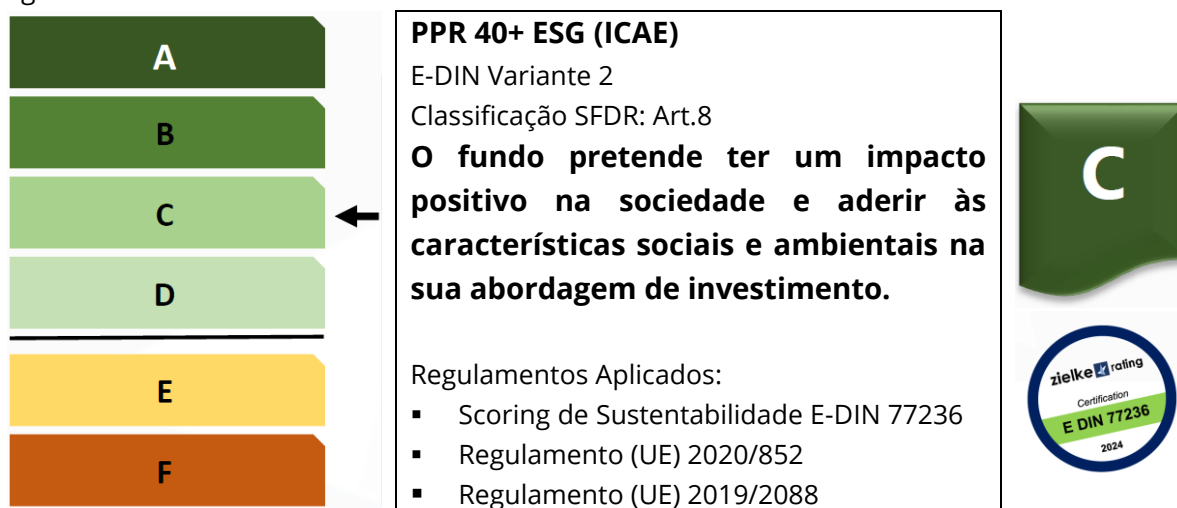 A
B
C
D
E
F
PPR 40+ ESG (ICAE)
E-DIN Variante 2
Classificação SFDR: Art.8
O fundo pretende ter um impacto
positivo na sociedade e aderir às
características sociais e ambientais na
sua abordagem de investimento.
Regulamentos Aplicados:
▪ Scoring de Sustentabilidade E-DIN 77236
▪ Regulamento (UE) 2020/852
▪ Regulamento (UE) 2019/2088
C
zielke rating
Certification
E DIN 77236
2024